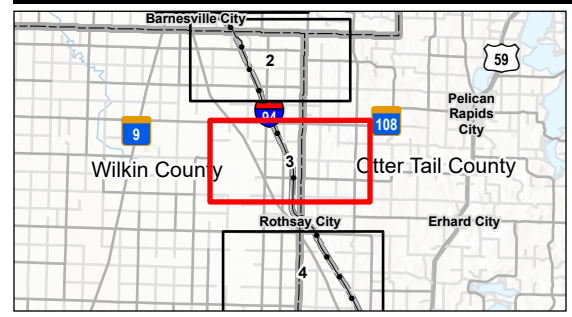 Barnesville City
2
59
Pelican
Rapids
City
94
108
9
3
Wilkin County
Otter Tail County
Rothsay City
Erhard City
4